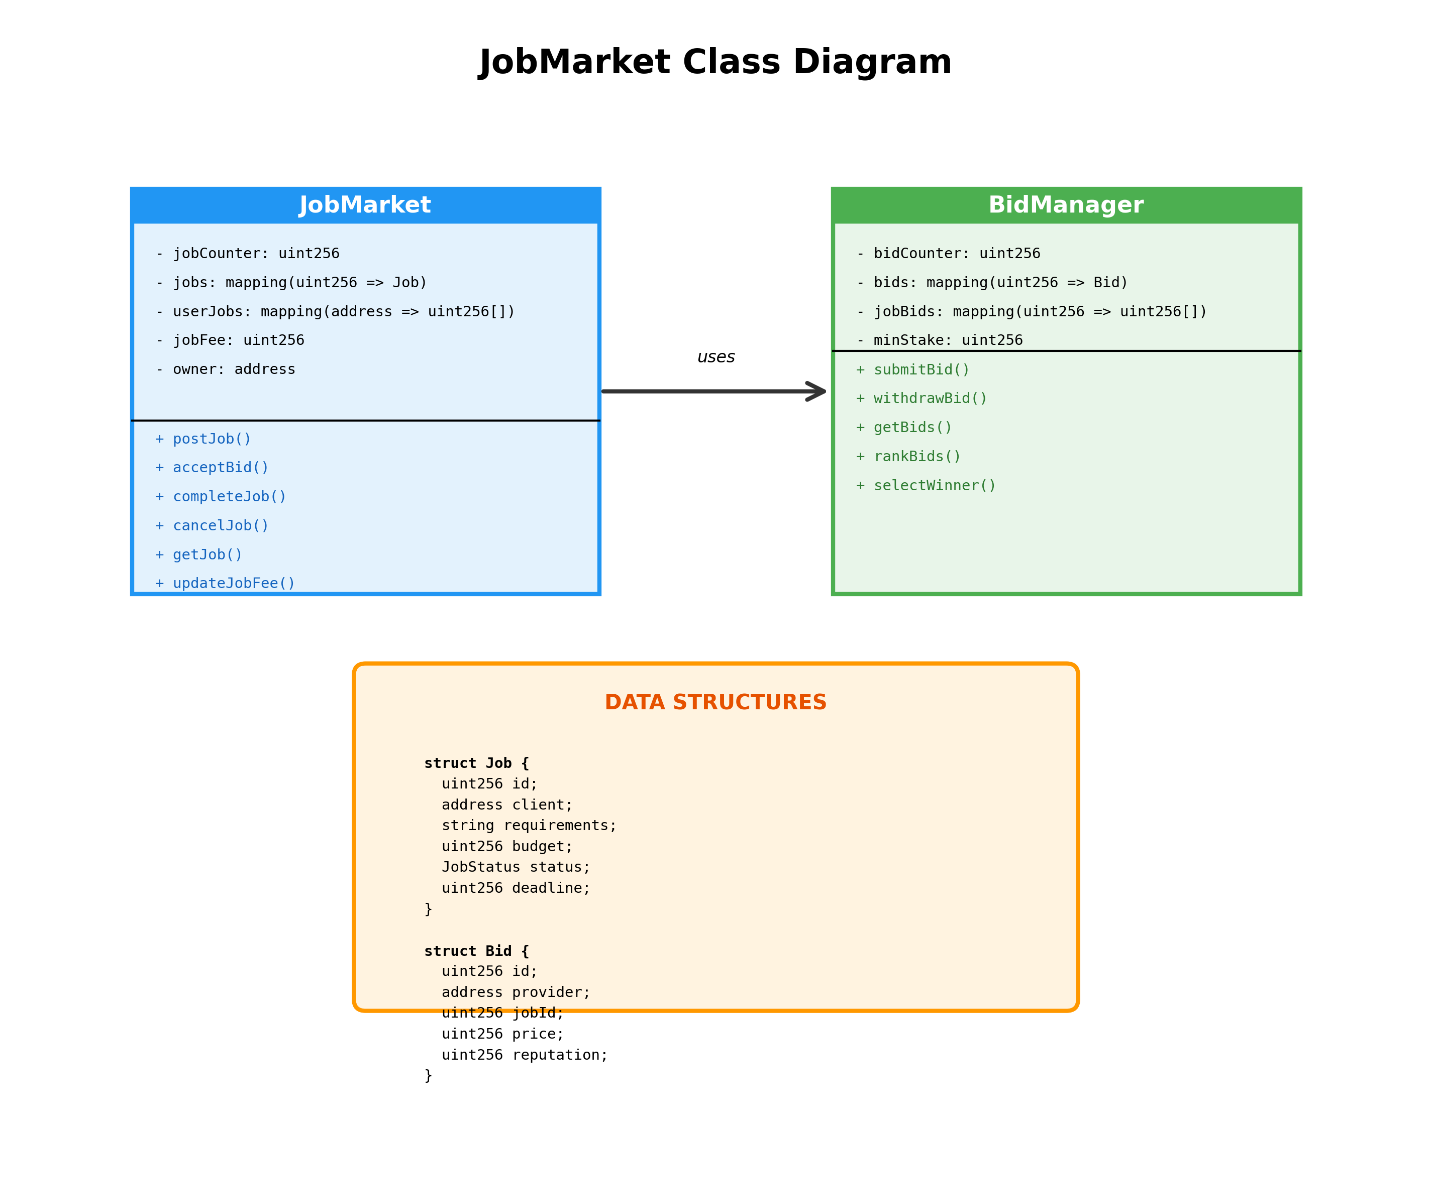 JobMarket Class Diagram
JobMarket
- jobCounter: uint256
- jobs: mapping(uint256 => Job)
- userJobs: mapping(address => uint256[])
- jobFee: uint256
- owner: address
+ postJob()
+ acceptBid()
+ completeJob()
+ cancelJob()
+ getJob()
+ updateJobFee()
uses
BidManager
- bidCounter: uint256
- bids: mapping(uint256 => Bid)
- jobBids: mapping(uint256 => uint256[])
- minStake: uint256
+ submitBid()
+ withdrawBid()
+ getBids()
+ rankBids()
+ selectWinner()
DATA STRUCTURES
struct Job {
  uint256 id;
  address client;
  string requirements;
  uint256 budget;
  JobStatus status;
  uint256 deadline;
}
struct Bid {
  uint256 id;
  address provider;
  uint256 jobId;
  uint256 price;
  uint256 reputation;
}